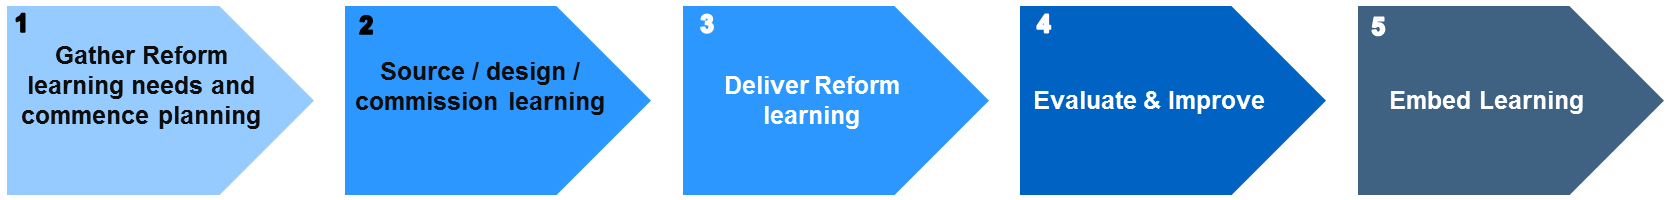 1
Gather Reform
learning needs and
commence planning
2
Source / design /
commission learning
3
Deliver Reform
learning
4
Evaluate & Improve
5
Embed Learning